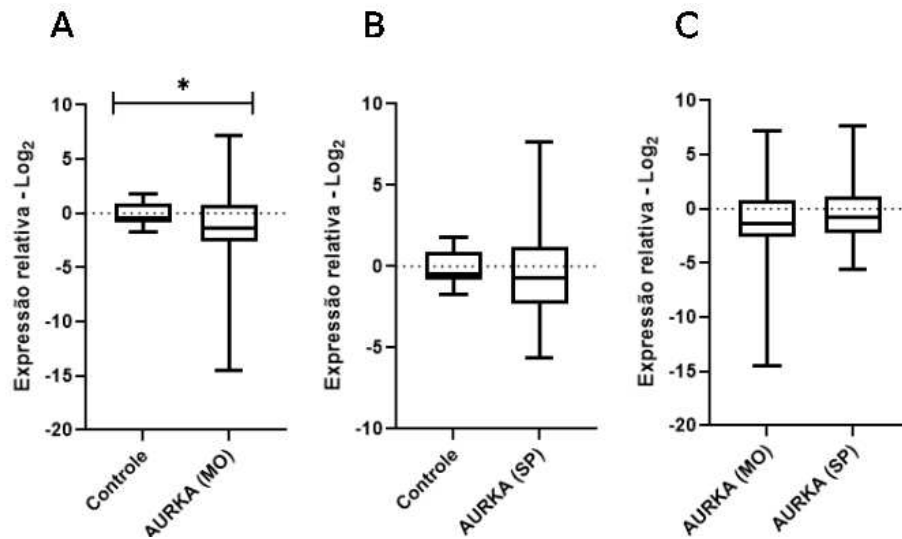 A
B
C
*
Expressão relativa - Log₂
10
5
0
-5
-10
-15
-20
Controle
AURKA (MO)
Expressão relativa - Log₂
10
5
0
-5
-10
Controle
AURKA (SP)
Expressão relativa - Log₂
10
5
0
-5
-10
-15
-20
AURKA (MO)
AURKA (SP)